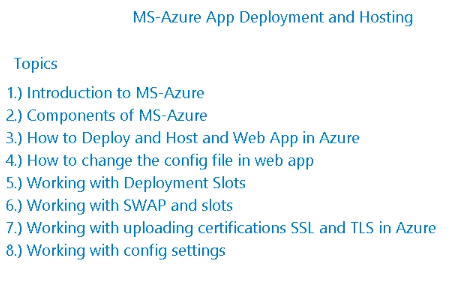 MS-Azure App Deployment and Hosting
Topics
1.) Introduction to MS-Azure
2.) Components of MS-Azure
3.) How to Deploy and Host and Web App in Azure
4.) How to change the config file in web app
5.) Working with Deployment Slots
6.) Working with SWAP and slots
7.) Working with uploading certifications SSL and TLS in Azure
8.) Working with config settings